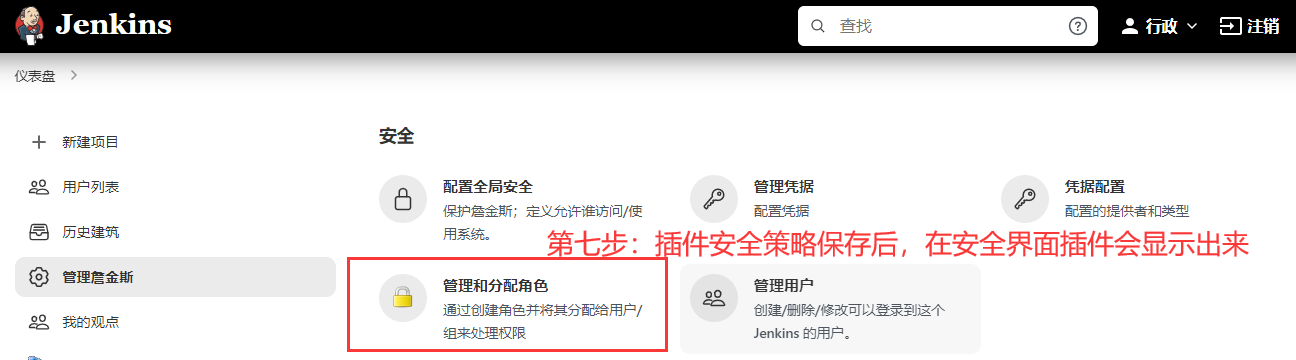 Jenkins
查找
行政
注销
仪表盘
新建项目
用户列表
历史建筑
管理詹金斯
我的观点
安全
配置全局安全
保护詹金斯；定义允许谁访问/使
用系统。
管理凭据
配置凭据
凭据配置
配置的提供者和类型
第七步：插件安全策略保存后，在安全界面插件会显示出来
管理和分配角色
通过创建角色并将其分配给用户/
组来处理权限
管理用户
创建/删除/修改可以登录到这个
Jenkins 的用户。